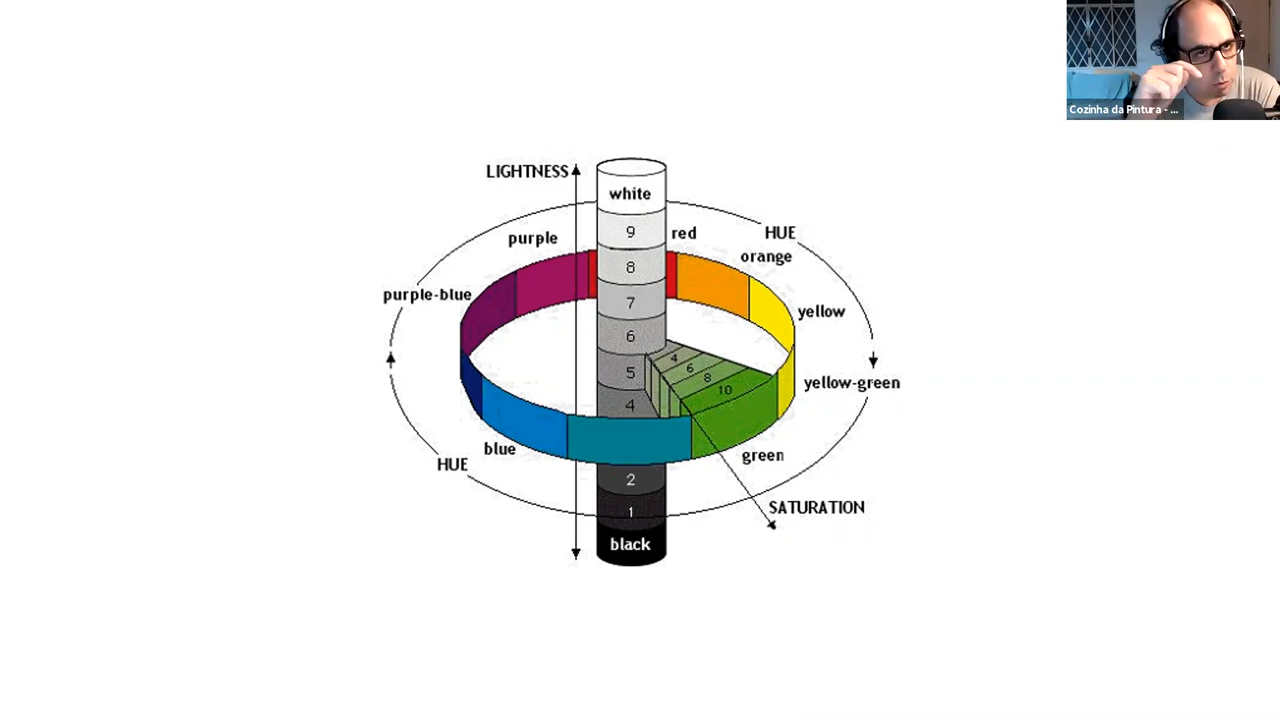 Cozinha da Pintura - ...
LIGHTNESS
white
9
red
HUE
purple
orange
8
purple-blue
7
yellow
6
4
6
5
8
yellow-green
10
4
blue
green
HUE
2
SATURATION
1
black